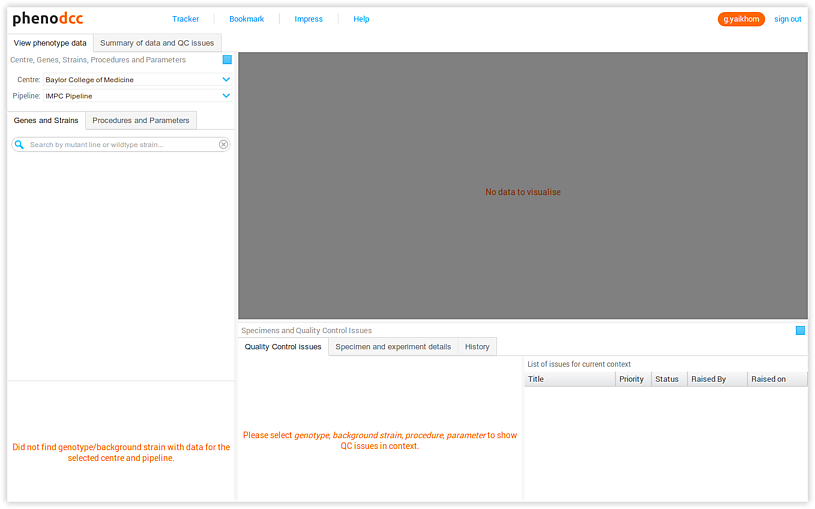 phenodcc
Tracker
Bookmark
Impress
Help
g.yaikhom
sign out
View phenotype data
Summary of data and QC issues
Centre, Genes, Strains, Procedures and Parameters
Centre: Baylor College of Medicine
Pipeline: IMPC Pipeline
Genes and Strains
Procedures and Parameters
Search by mutant line or wildtype strain...
Did not find genotype/background strain with data for the
selected centre and pipeline.
No data to visualise
Specimens and Quality Control Issues
Quality Control issues
Specimen and experiment details
History
Please select genotype, background strain, procedure, parameter to show
QC issues in context.
List of issues for current context
Title
Priority
Status
Raised By
Raised on